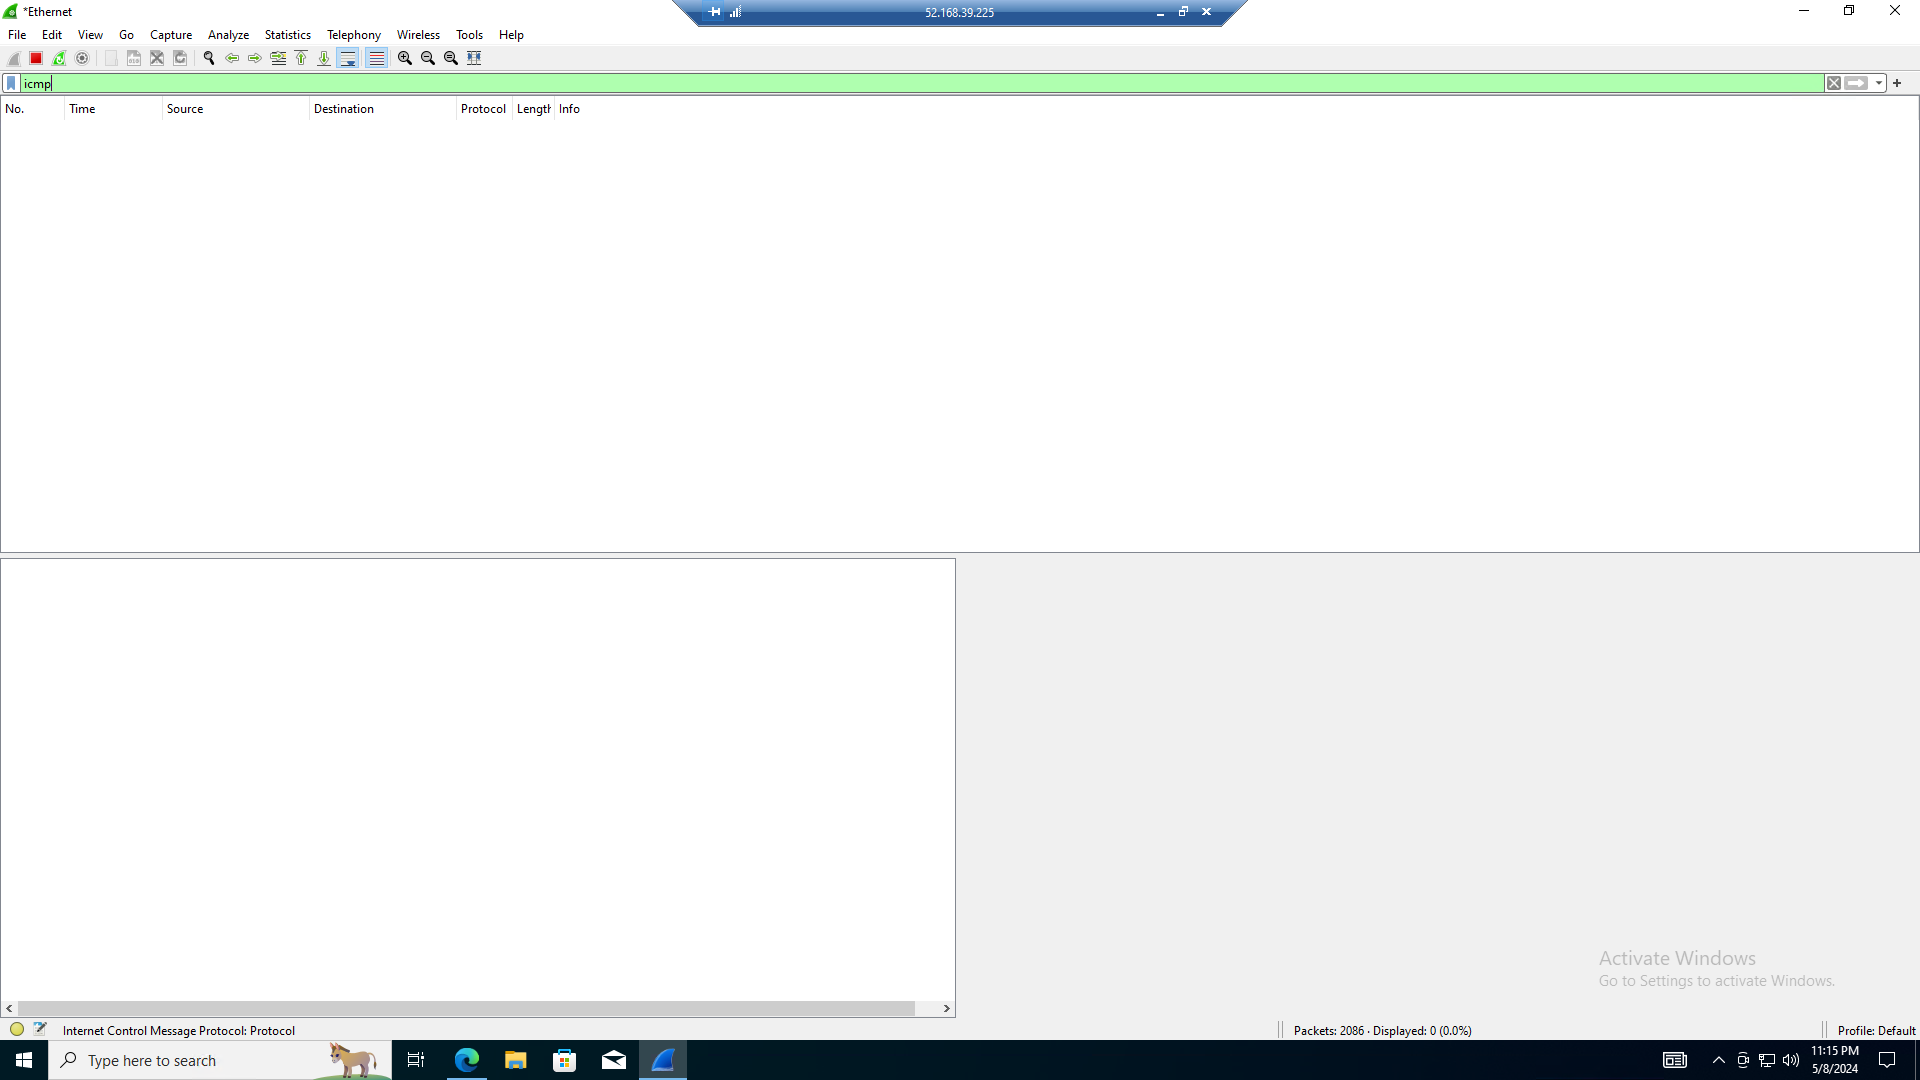 *Ethernet
52.168.39.225
File Edit View Go Capture Analyze Statistics Telephony Wireless Tools Help
icmp
No. Time Source Destination Protocol Length Info
Activate Windows
Go to Settings to activate Windows.
Internet Control Message Protocol: Protocol
Packets: 2086 · Displayed: 0 (0.0%)
Profile: Default
Type here to search
11:15 PM
5/8/2024